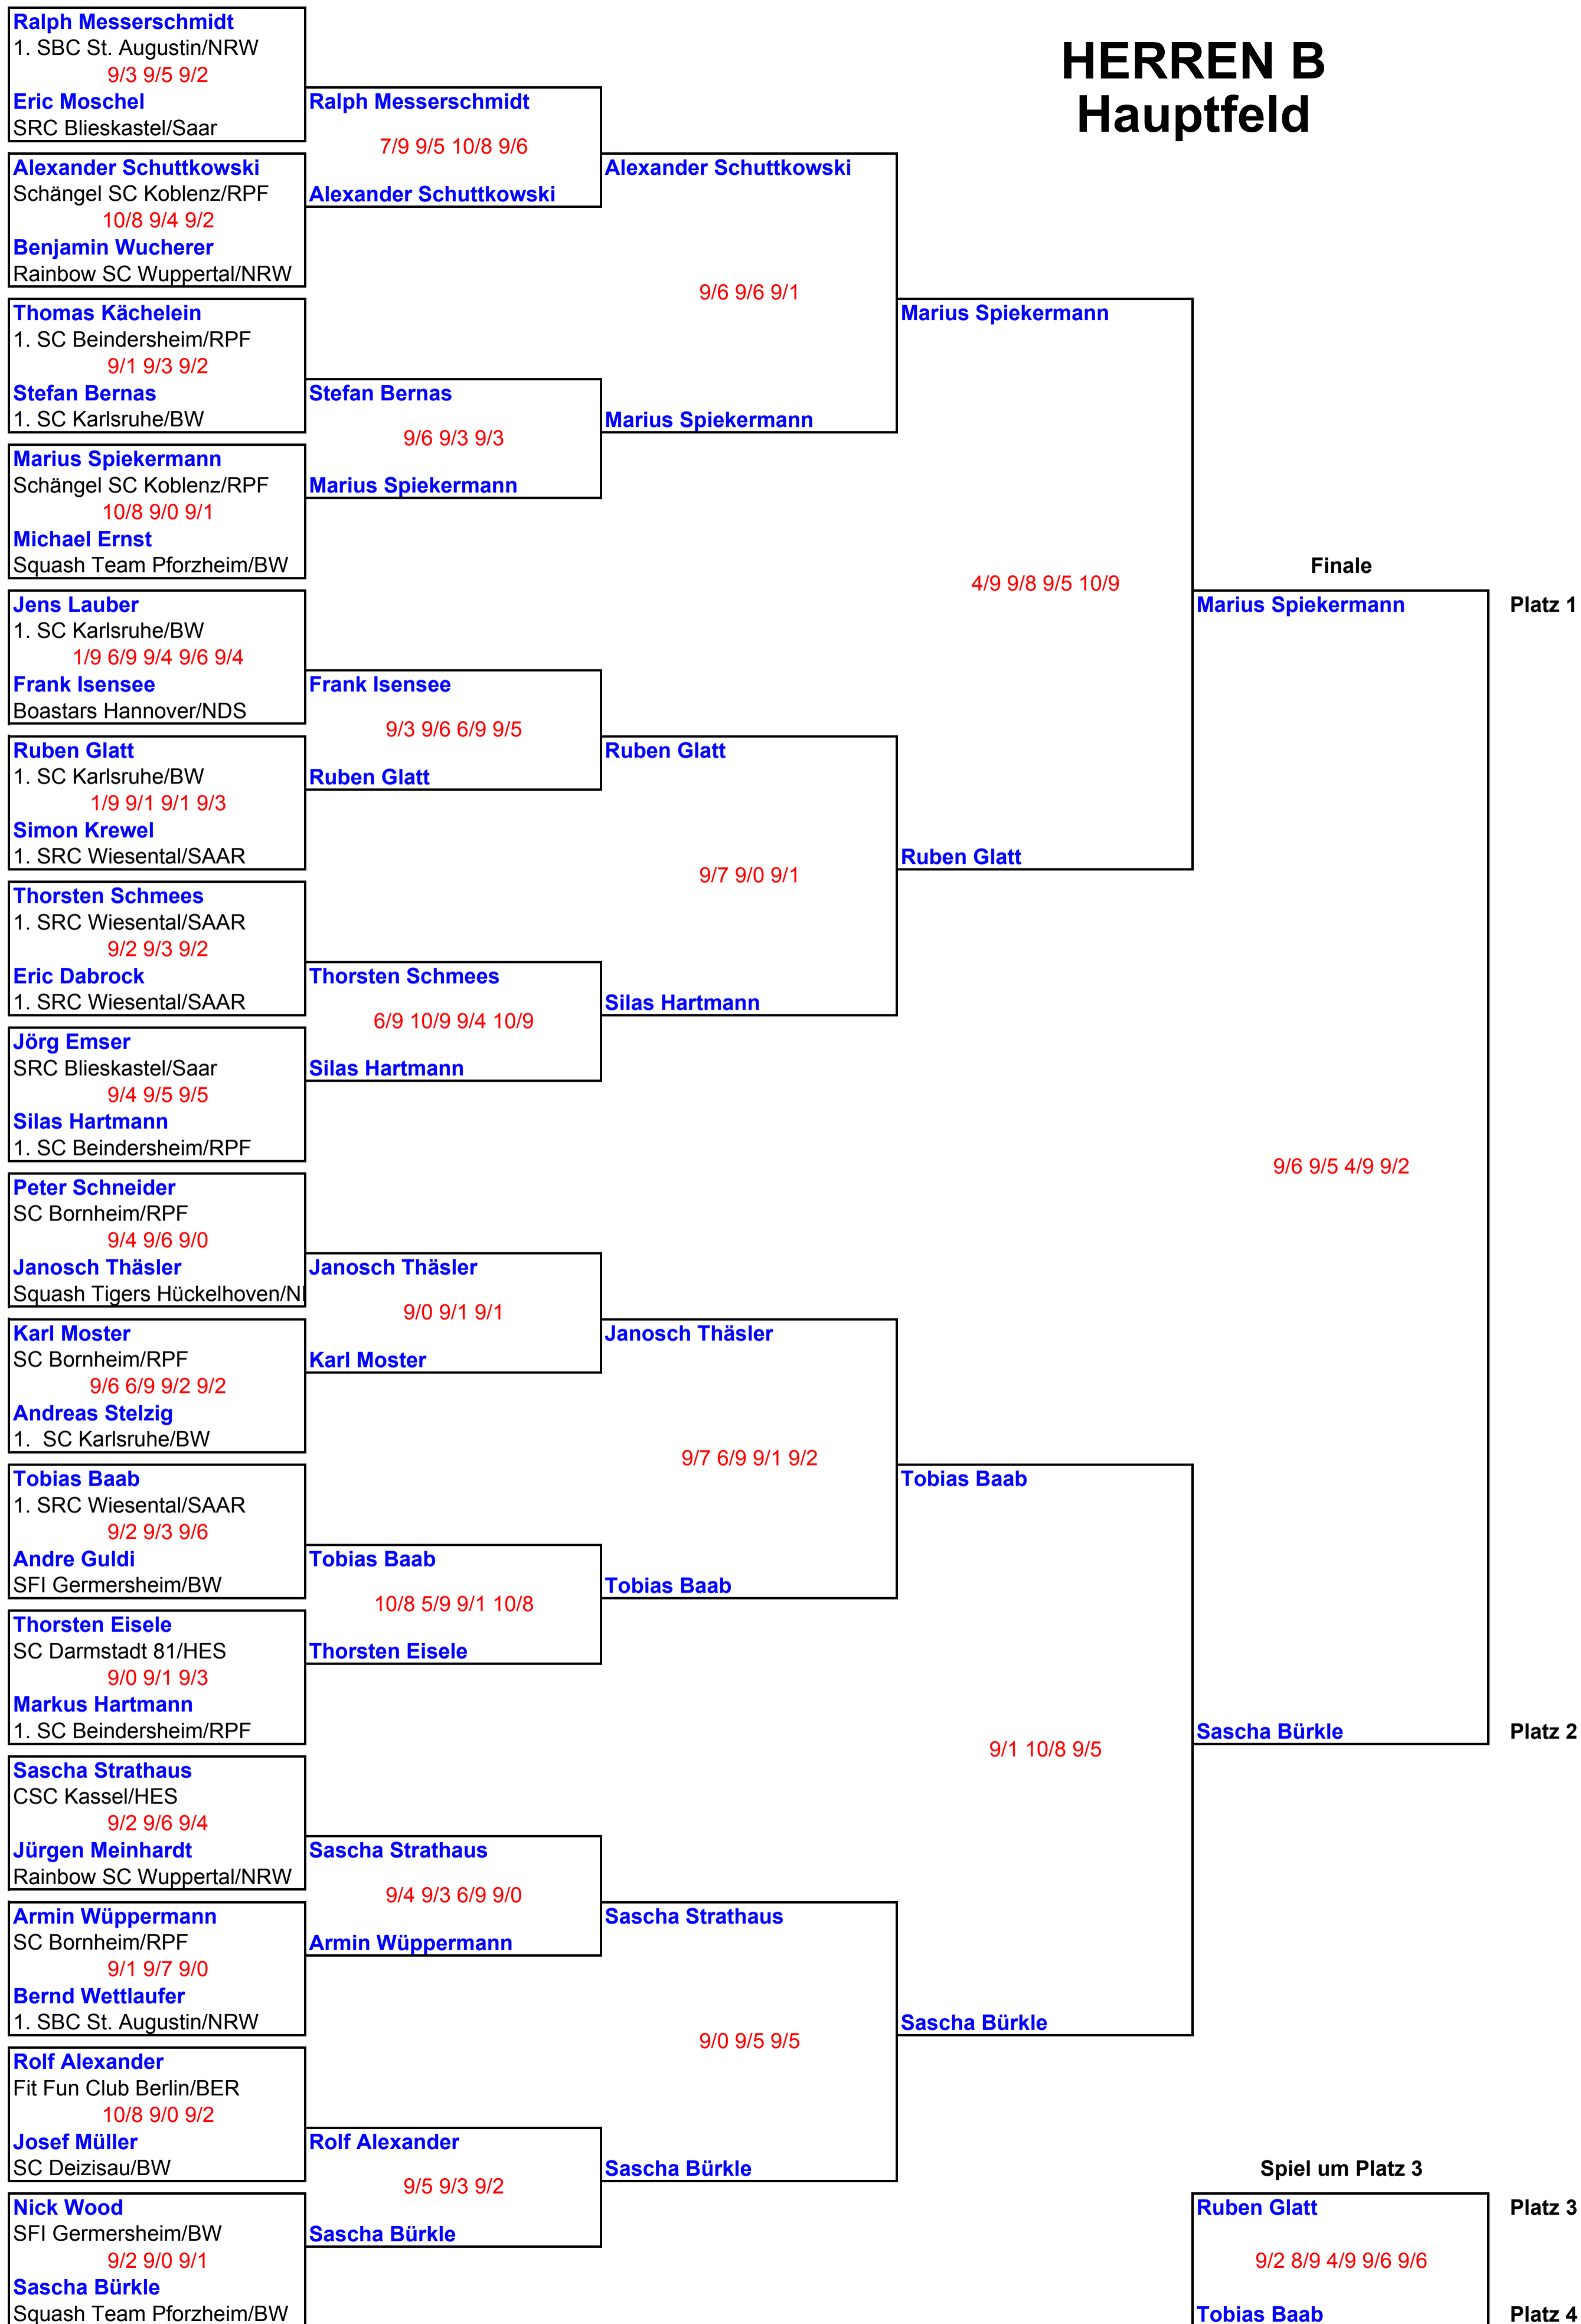 HERREN B
Hauptfeld
Ralph Messerschmidt
1. SBC St. Augustin/NRW
9/3 9/5 9/2
Eric Moschel
SRC Blieskastel/Saar
Alexander Schuttkowski
Schängel SC Koblenz/RPF
10/8 9/4 9/2
Benjamin Wucherer
Rainbow SC Wuppertal/NRW
Thomas Kächelein
1. SC Beindersheim/RPF
9/1 9/3 9/2
Stefan Bernas
1. SC Karlsruhe/BW
Marius Spiekermann
Schängel SC Koblenz/RPF
10/8 9/0 9/1
Michael Ernst
Squash Team Pforzheim/BW
Jens Lauber
1. SC Karlsruhe/BW
1/9 6/9 9/4 9/6 9/4
Frank Isensee
Boastars Hannover/NDS
Ruben Glatt
1. SC Karlsruhe/BW
1/9 9/1 9/1 9/3
Simon Krewel
1. SRC Wiesental/SAAR
Thorsten Schmees
1. SRC Wiesental/SAAR
9/2 9/3 9/2
Eric Dabrock
1. SRC Wiesental/SAAR
Jörg Emser
SRC Blieskastel/Saar
9/4 9/5 9/5
Silas Hartmann
1. SC Beindersheim/RPF
Peter Schneider
SC Bornheim/RPF
9/4 9/6 9/0
Janosch Thäsler
Squash Tigers Hückelhoven/N
Karl Moster
SC Bornheim/RPF
9/6 6/9 9/2 9/2
Andreas Stelzig
1.  SC Karlsruhe/BW
Tobias Baab
1. SRC Wiesental/SAAR
9/2 9/3 9/6
Andre Guldi
SFI Germersheim/BW
Thorsten Eisele
SC Darmstadt 81/HES
9/0 9/1 9/3
Markus Hartmann
1. SC Beindersheim/RPF
Sascha Strathaus
CSC Kassel/HES
9/2 9/6 9/4
Jürgen Meinhardt
Rainbow SC Wuppertal/NRW
Armin Wüppermann
SC Bornheim/RPF
9/1 9/7 9/0
Bernd Wettlaufer
1. SBC St. Augustin/NRW
Rolf Alexander
Fit Fun Club Berlin/BER
10/8 9/0 9/2
Josef Müller
SC Deizisau/BW
Nick Wood
SFI Germersheim/BW
9/2 9/0 9/1
Sascha Bürkle
Squash Team Pforzheim/BW
Ralph Messerschmidt
7/9 9/5 10/8 9/6
Alexander Schuttkowski
Stefan Bernas
9/6 9/3 9/3
Marius Spiekermann
Frank Isensee
9/3 9/6 6/9 9/5
Ruben Glatt
Thorsten Schmees
6/9 10/9 9/4 10/9
Silas Hartmann
Janosch Thäsler
9/0 9/1 9/1
Karl Moster
Tobias Baab
10/8 5/9 9/1 10/8
Thorsten Eisele
Sascha Strathaus
9/4 9/3 6/9 9/0
Armin Wüppermann
Rolf Alexander
9/5 9/3 9/2
Sascha Bürkle
Alexander Schuttkowski
9/6 9/6 9/1
Marius Spiekermann
Ruben Glatt
9/7 9/0 9/1
Silas Hartmann
Janosch Thäsler
9/7 6/9 9/1 9/2
Tobias Baab
Sascha Strathaus
9/0 9/5 9/5
Sascha Bürkle
Marius Spiekermann
4/9 9/8 9/5 10/9
Ruben Glatt
Tobias Baab
9/1 10/8 9/5
Sascha Bürkle
Finale
Marius Spiekermann Platz 1
9/6 9/5 4/9 9/2
Sascha Bürkle Platz 2
Spiel um Platz 3
Ruben Glatt Platz 3
9/2 8/9 4/9 9/6 9/6
Tobias Baab Platz 4